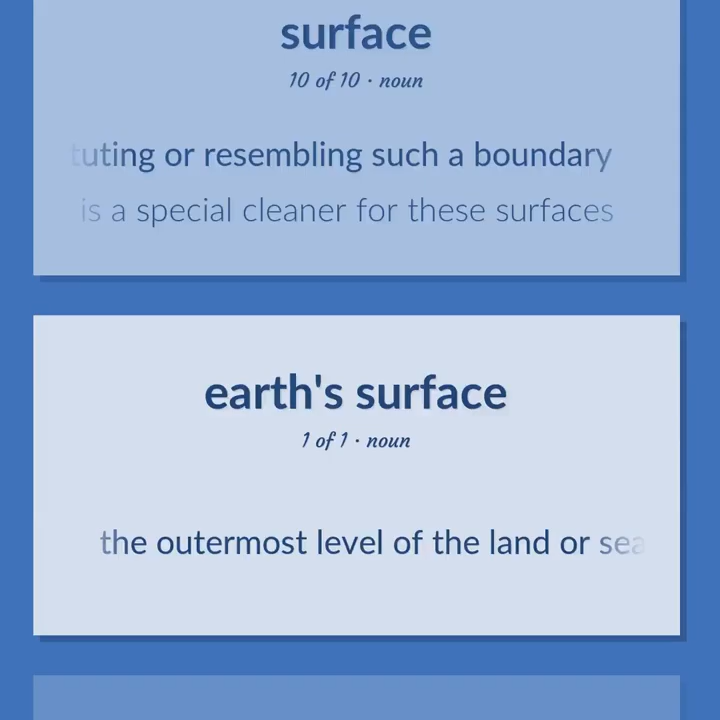 surface
10 of 10 · noun
tuting or resembling such a boundary
is a special cleaner for these surfaces
earth's surface
1 of 1 · noun
the outermost level of the land or sea